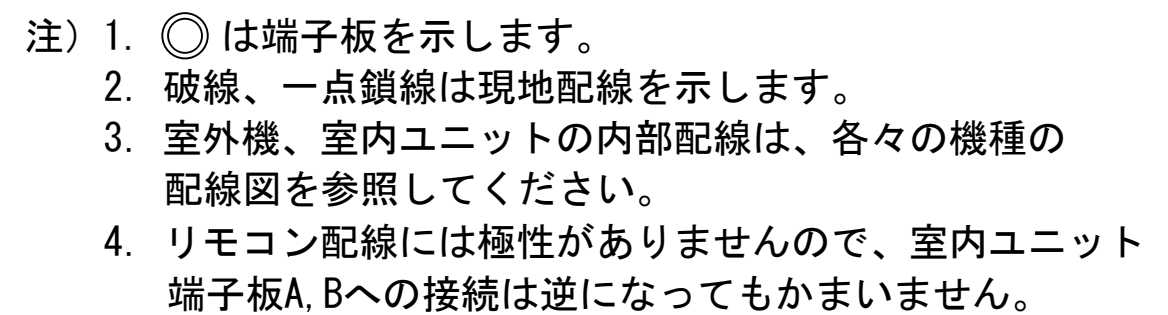 注）1. ◎は端子板を示します。
2. 破線、一点鎖線は現地配線を示します。
3. 室外機、室内ユニットの内部配線は、各々の機種の
配線図を参照してください。
4. リモコン配線には極性がありませんので、室内ユニット
端子板A,Bへの接続は逆になってもかまいません。